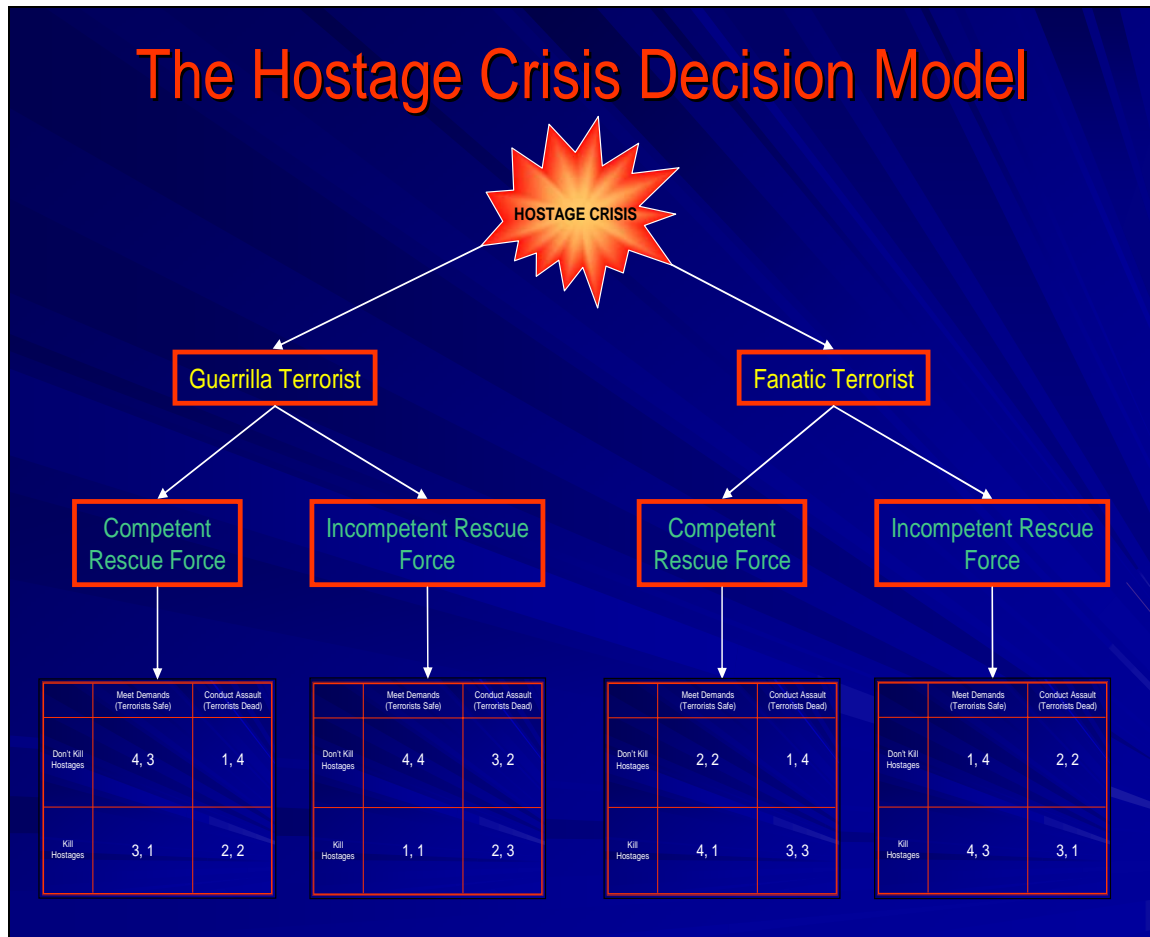 The Hostage Crisis Decision Model
HOSTAGE CRISIS
Guerrilla Terrorist
Fanatic Terrorist
Competent
Rescue Force
Incompetent Rescue
Force
Competent
Rescue Force
Incompetent Rescue
Force
Meet Demands
(Terrorists Safe)
Conduct Assault
(Terrorists Dead)
Don't Kill
Hostages
4, 3
1, 4
Kill
Hostages
3, 1
2, 2
Meet Demands
(Terrorists Safe)
Conduct Assault
(Terrorists Dead)
Don't Kill
Hostages
4, 4
3, 2
Kill
Hostages
1, 1
2, 3
Meet Demands
(Terrorists Safe)
Conduct Assault
(Terrorists Dead)
Don't Kill
Hostages
2, 2
1, 4
Kill
Hostages
4, 1
3, 3
Meet Demands
(Terrorists Safe)
Conduct Assault
(Terrorists Dead)
Don't Kill
Hostages
1, 4
2, 2
Kill
Hostages
4, 3
3, 1